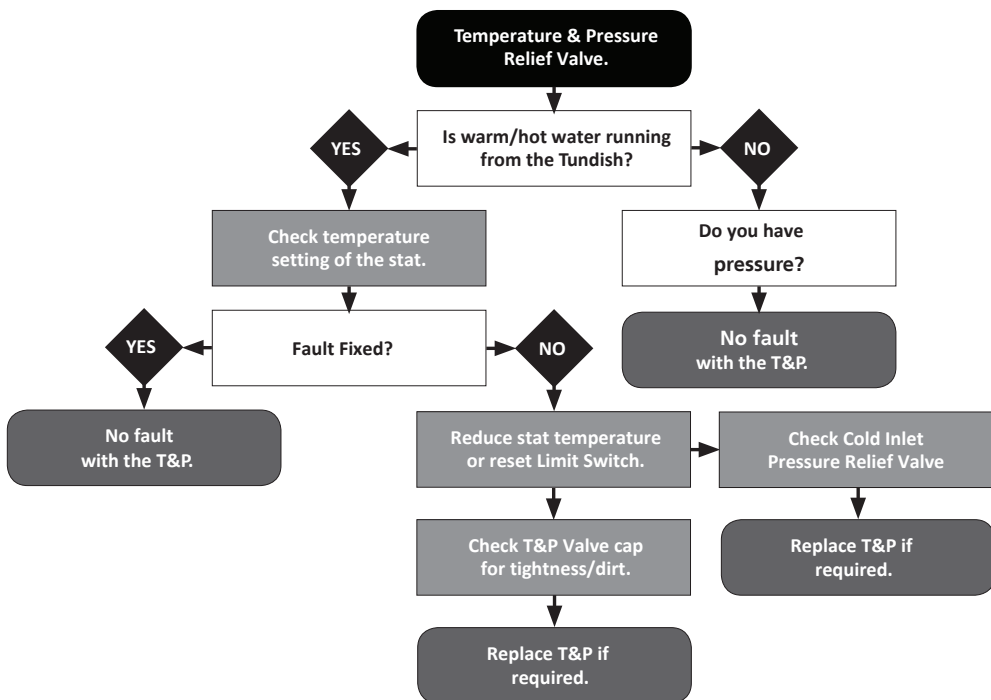 Temperature & Pressure
Relief Valve.
Is warm/hot water running
from the Tundish?
YES
NO
Check temperature
setting of the stat.
Do you have
pressure?
Fault Fixed?
YES
NO
No fault
with the T&P.
No fault
with the T&P.
Reduce stat temperature
or reset Limit Switch.
Check Cold Inlet
Pressure Relief Valve
Check T&P Valve cap
for tightness/dirt.
Replace T&P if
required.
Replace T&P if
required.